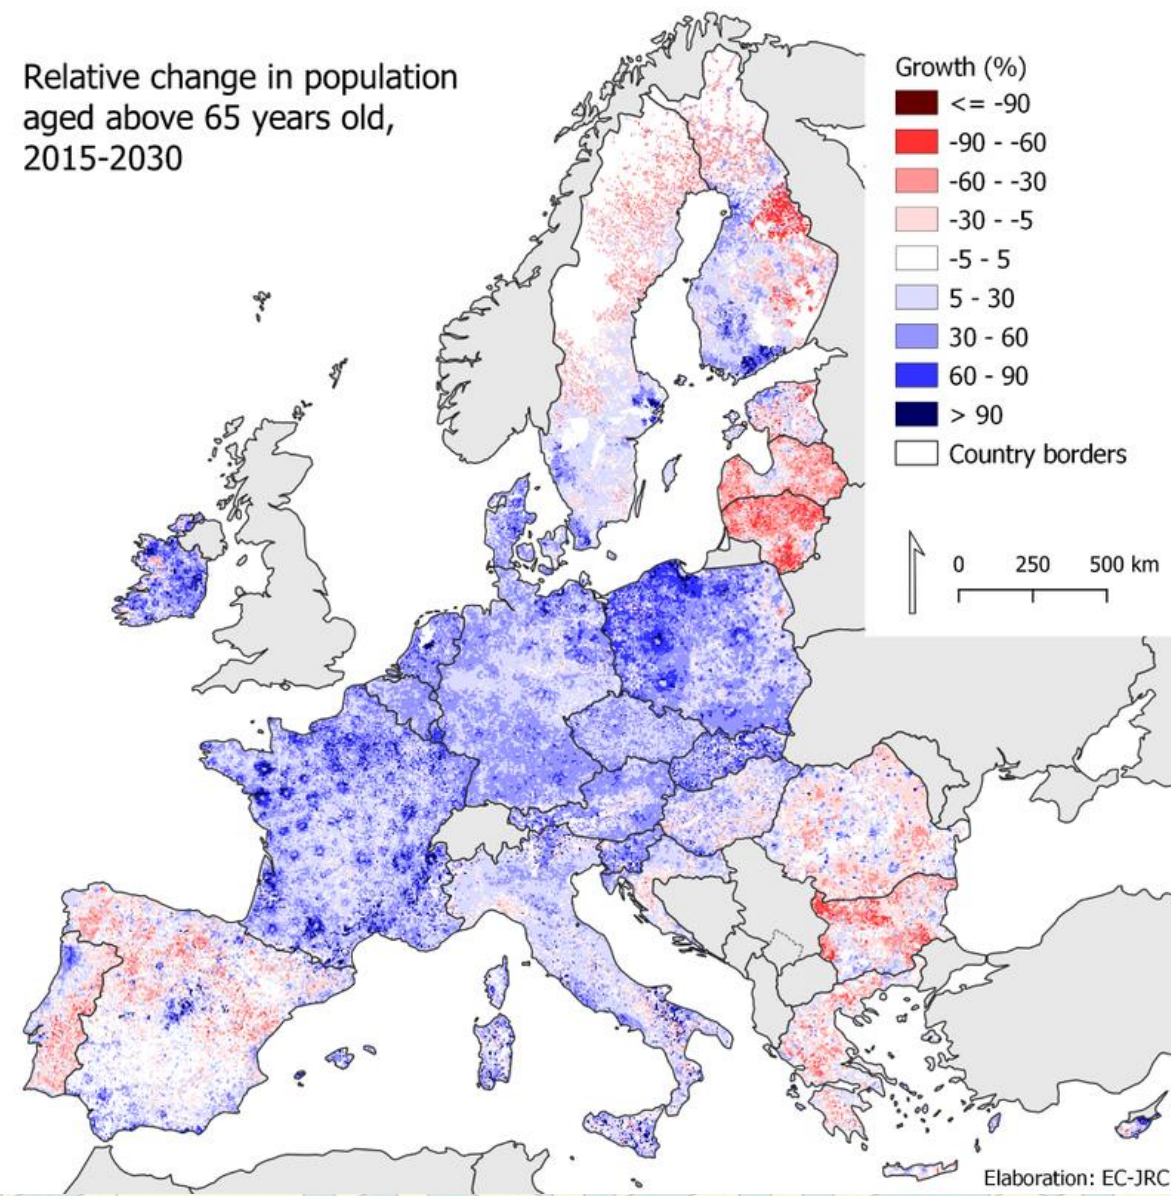 Relative change in population
aged above 65 years old,
2015-2030
Growth (%)
<= -90
-90 - -60
-60 - -30
-30 - -5
-5 - 5
5 - 30
30 - 60
60 - 90
> 90
Country borders
0 250 500 km
Elaboration: EC-JRC